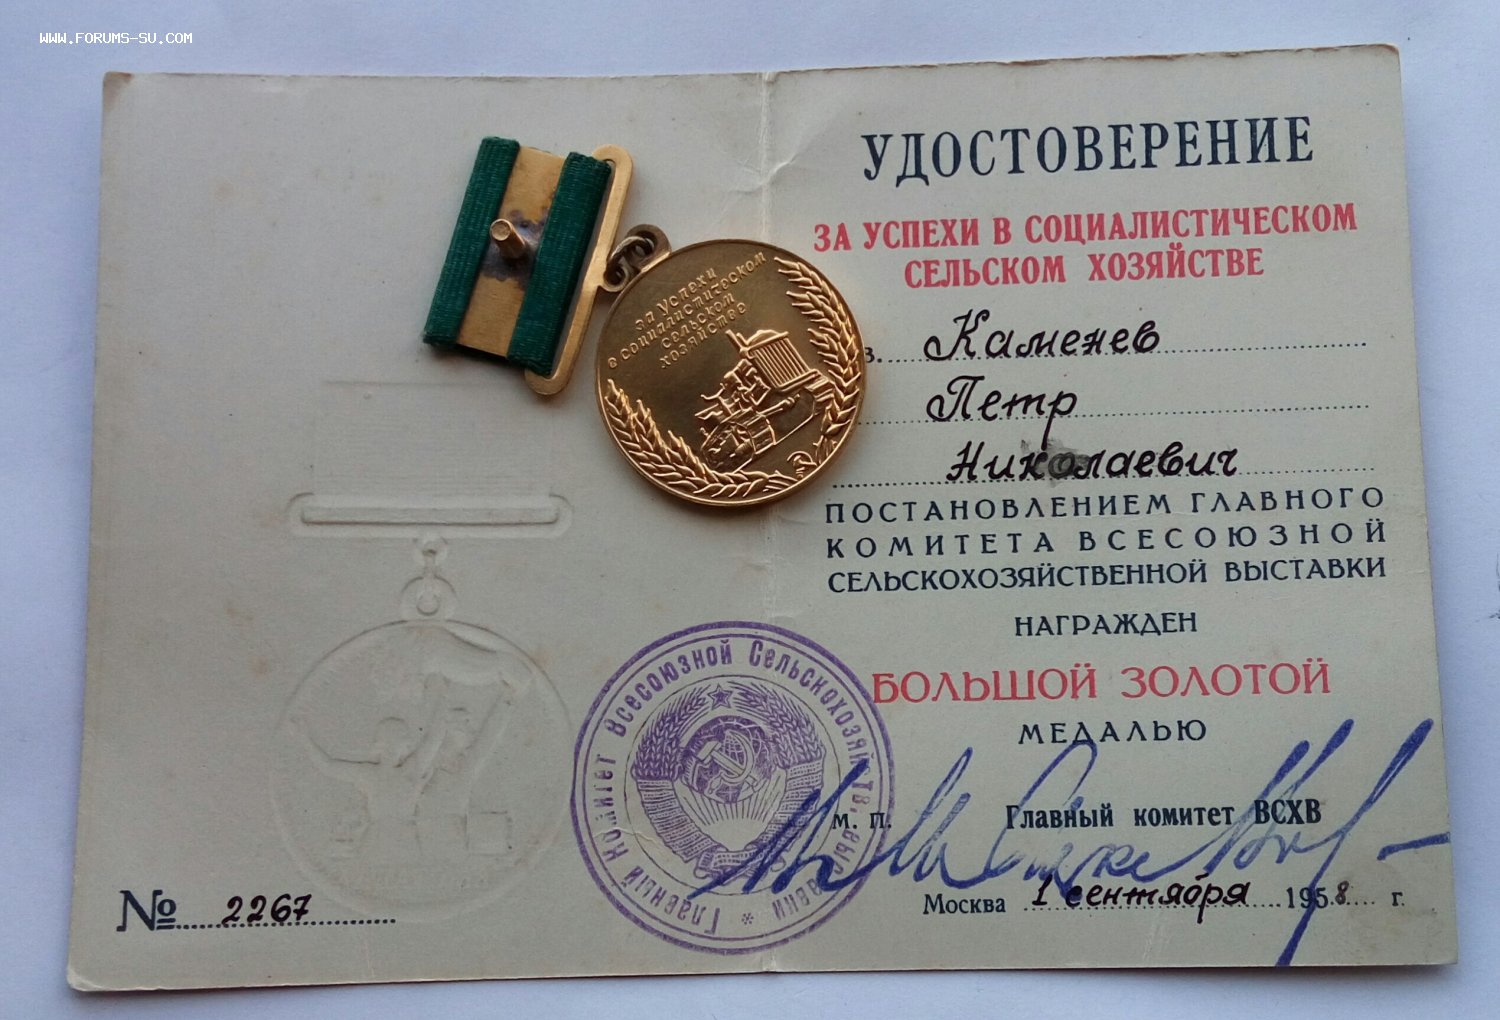 WWW.FORUMS-SU.COM
УДОСТОВЕРЕНИЕ
ЗА УСПЕХИ В СОЦИАЛИСТИЧЕСКОМ
СЕЛЬСКОМ ХОЗЯЙСТВЕ
в. Каменев
Петр
Николаевич
ПОСТАНОВЛЕНИЕМ ГЛАВНОГО
КОМИТЕТА ВСЕСОЮЗНОЙ
СЕЛЬСКОХОЗЯЙСТВЕННОЙ ВЫСТАВКИ
НАГРАЖДЕН
БОЛЬШОЙ ЗОЛОТОЙ
МЕДАЛЬЮ
м. п. Главный комитет ВСХВ
Москва 1 сентября 1958 г.
за успехи
в социалистическом
сельском
хозяйстве
Главный Комитет Всесоюзной Сельскохозяйств. выставки
№ 2267